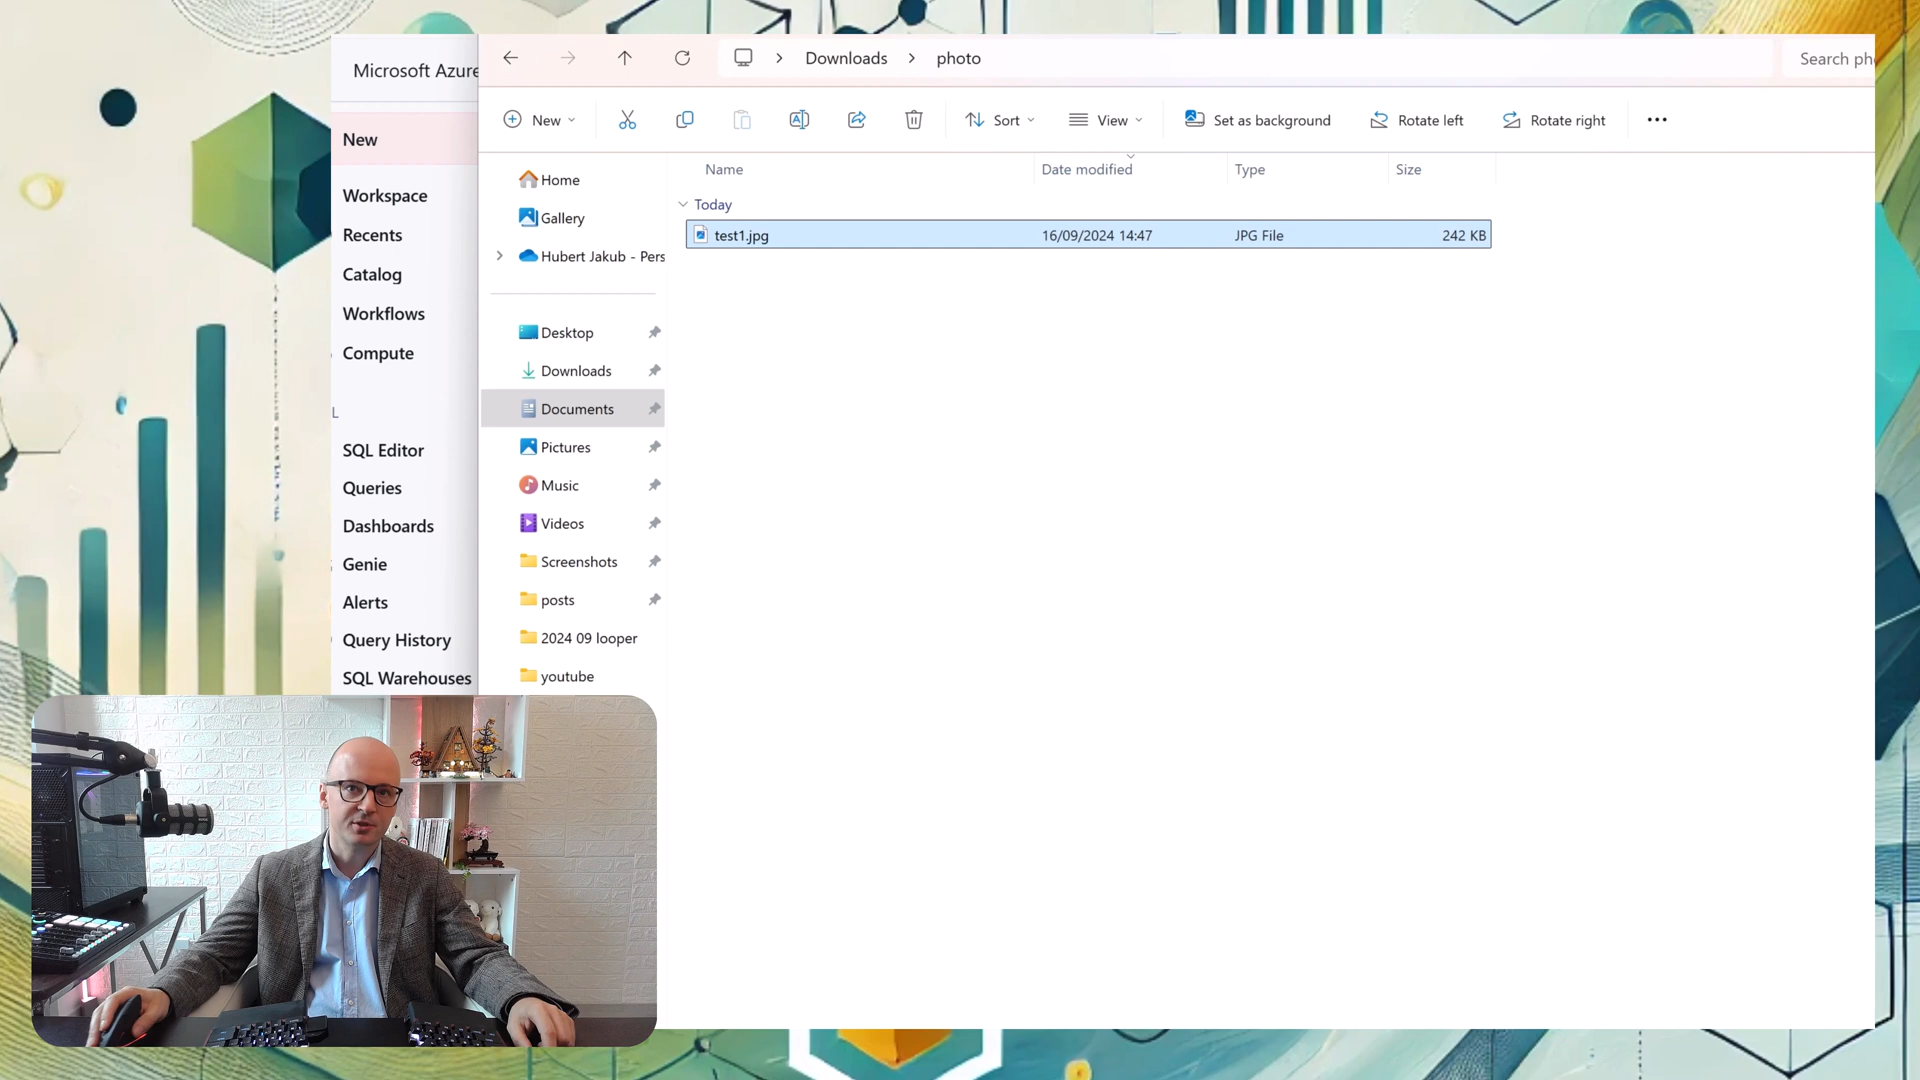 Microsoft Azure
New
Workspace
Recents
Catalog
Workflows
Compute
L
SQL Editor
Queries
Dashboards
Genie
Alerts
Query History
SQL Warehouses
Downloads
photo
Search ph
New
Sort
View
Set as background
Rotate left
Rotate right
Home
Gallery
Hubert Jakub - Pers
Desktop
Downloads
Documents
Pictures
Music
Videos
Screenshots
posts
2024 09 looper
youtube
Name Date modified Type Size
Today
test1.jpg 16/09/2024 14:47 JPG File 242 KB